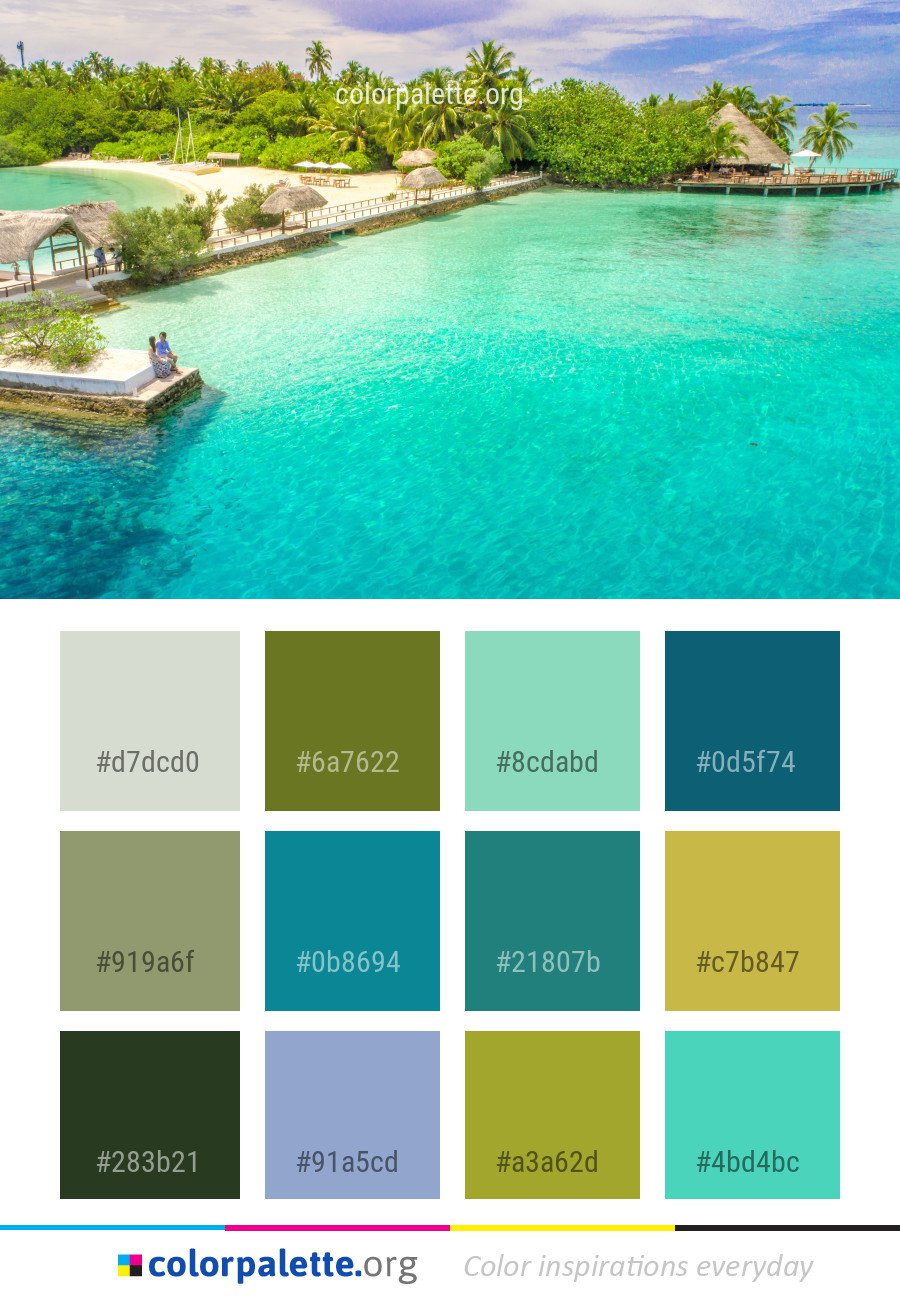 colorpalette.org
#d7dcd0 #6a7622 #8cdabd #0d5f74
#919a6f #0b8694 #21807b #c7b847
#283b21 #91a5cd #a3a62d #4bd4bc
colorpalette.org Color inspirations everyday